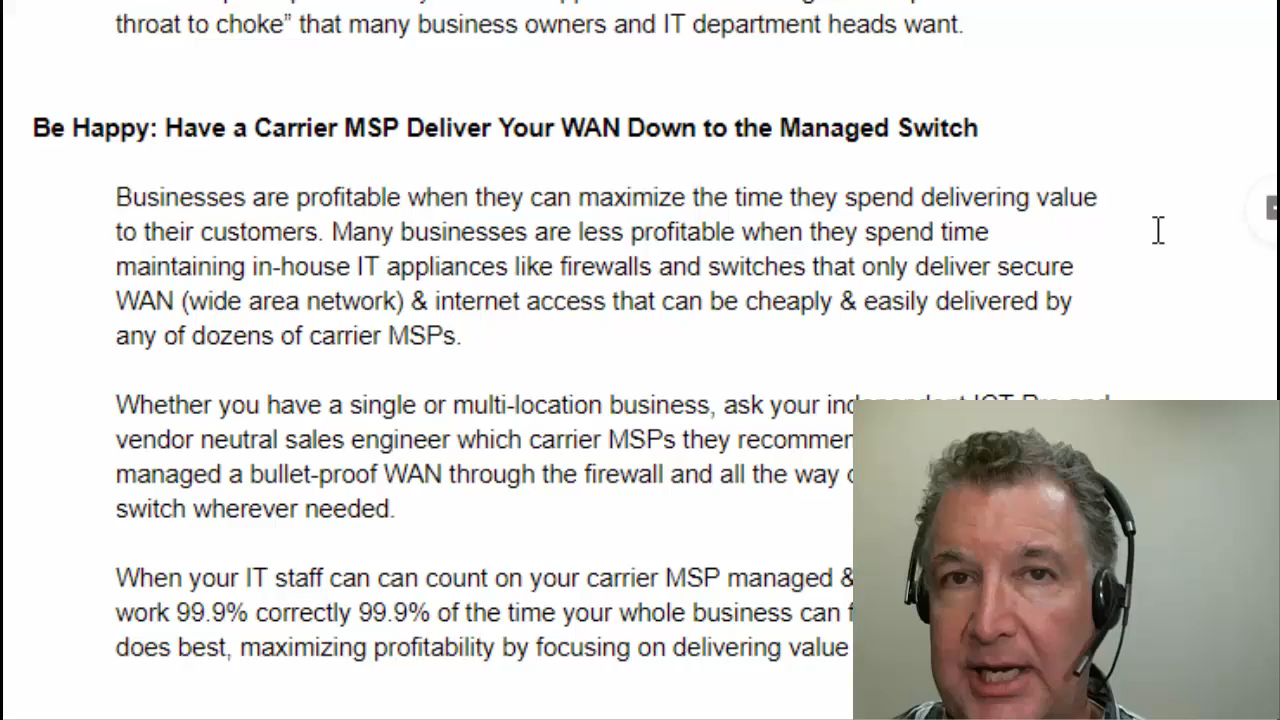 throat to choke” that many business owners and IT department heads want.
Be Happy: Have a Carrier MSP Deliver Your WAN Down to the Managed Switch
Businesses are profitable when they can maximize the time they spend delivering value
to their customers. Many businesses are less profitable when they spend time
maintaining in-house IT appliances like firewalls and switches that only deliver secure
WAN (wide area network) & internet access that can be cheaply & easily delivered by
any of dozens of carrier MSPs.
Whether you have a single or multi-location business, ask your
vendor neutral sales engineer which carrier MSPs they
managed a bullet-proof WAN through the firewall and all the way
switch wherever needed.
When your IT staff can can count on your carrier MSP managed &
work 99.9% correctly 99.9% of the time your whole business can
does best, maximizing profitability by focusing on delivering value